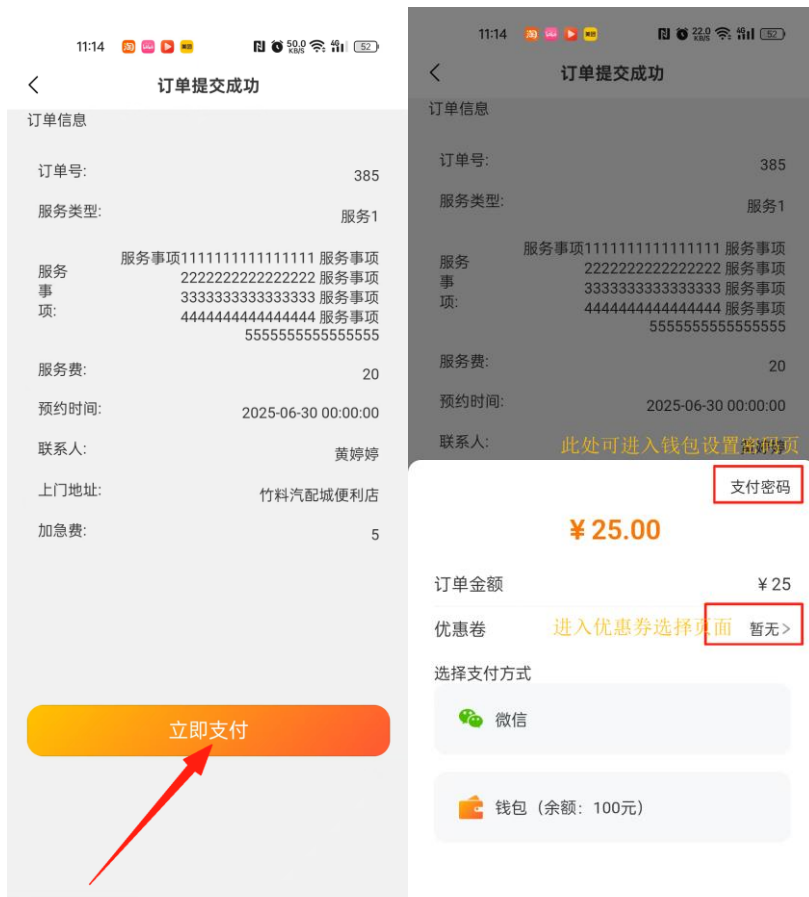 11:14
50.0
KB/S
4G
52
订单提交成功
订单信息
订单号:
385
服务类型:
服务1
服务
事
项:
服务事项1111111111111111 服务事项
2222222222222222 服务事项
3333333333333333 服务事项
4444444444444444 服务事项
5555555555555555
服务费:
20
预约时间:
2025-06-30 00:00:00
联系人:
黄婷婷
上门地址:
竹料汽配城便利店
加急费:
5
立即支付
11:14
22.0
KB/S
4G
52
订单提交成功
订单信息
订单号:
385
服务类型:
服务1
服务
事
项:
服务事项1111111111111111 服务事项
2222222222222222 服务事项
3333333333333333 服务事项
4444444444444444 服务事项
5555555555555555
服务费:
20
预约时间:
2025-06-30 00:00:00
联系人:
此处可进入钱包设置密码页
支付密码
¥ 25.00
订单金额
¥ 25
优惠卷
进入优惠券选择页面
暂无>
选择支付方式
微信
钱包（余额：100元）